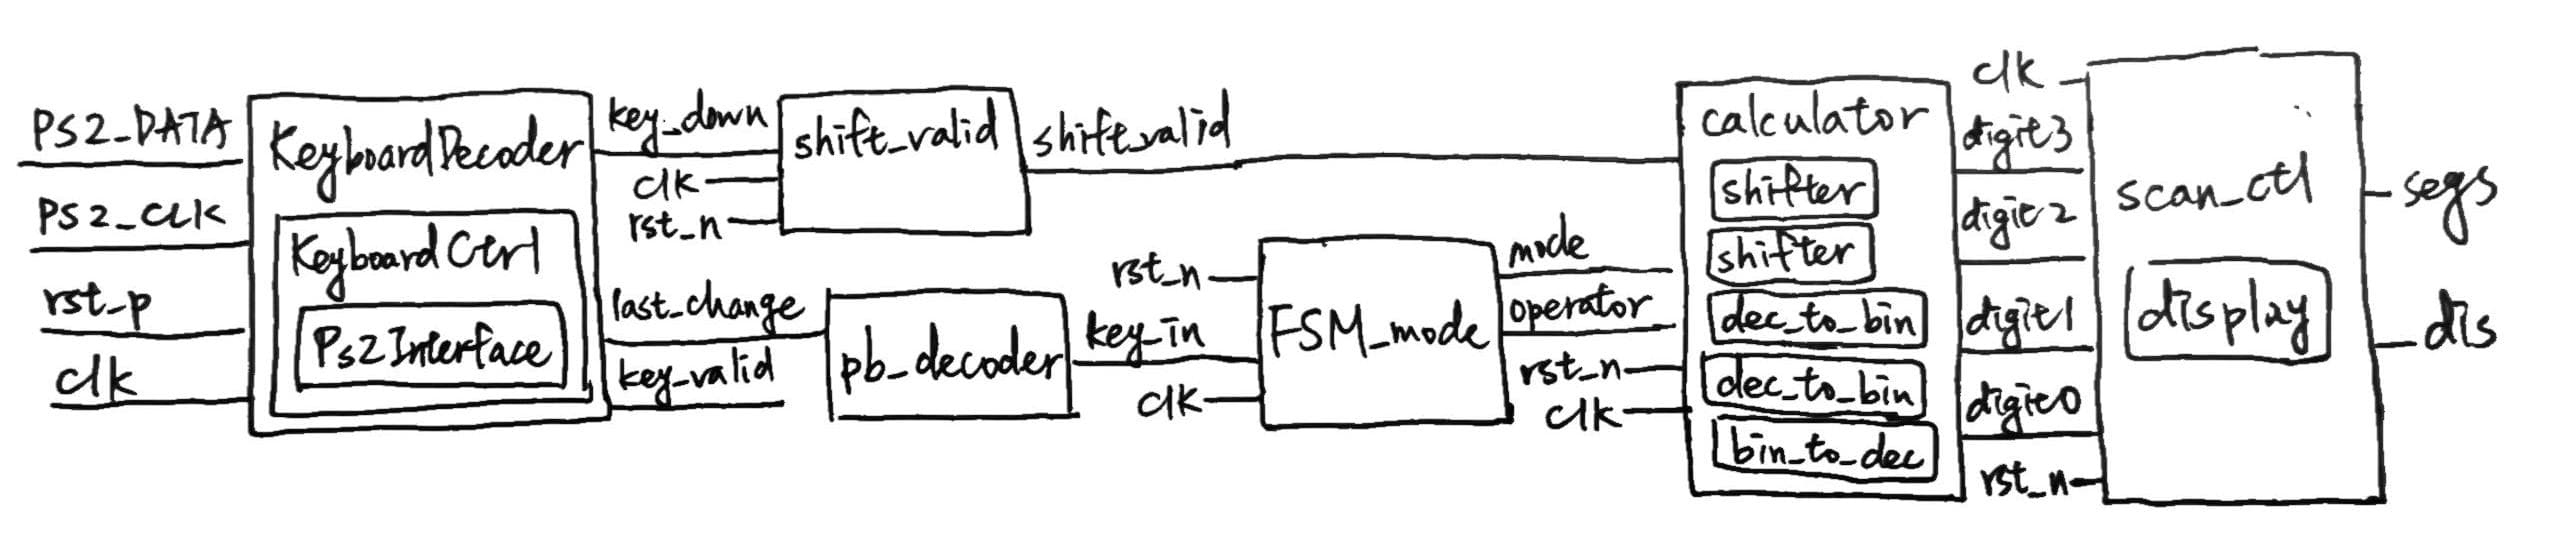 PS2_DATA
PS2_CLK
rst_p
clk
KeyboardDecoder
KeyboardCtrl
Ps2Interface
key_down
clk
rst_n
last_change
key_valid
shift_valid
shift_valid
pb_decoder
key_in
rst_n
clk
FSM_mode
mode
operator
rst_n
clk
calculator
shifter
shifter
dec_to_bin
dec_to_bin
bin_to_dec
clk
digit3
digit2
digit1
digit0
rst_n
scan_ctl
display
segs
dis